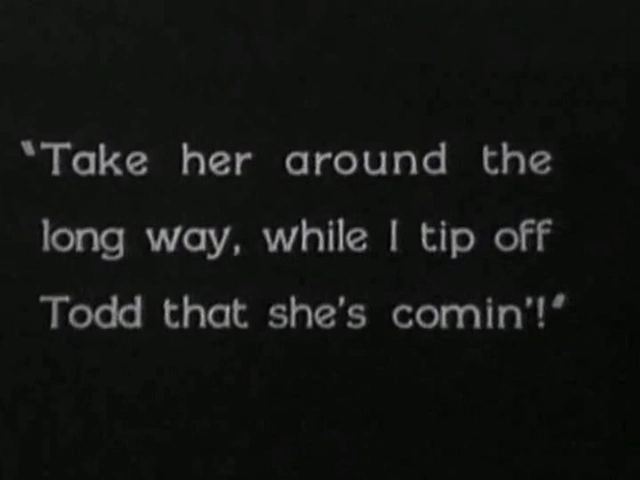 "Take her around the
long way, while I tip off
Todd that she's comin'!"